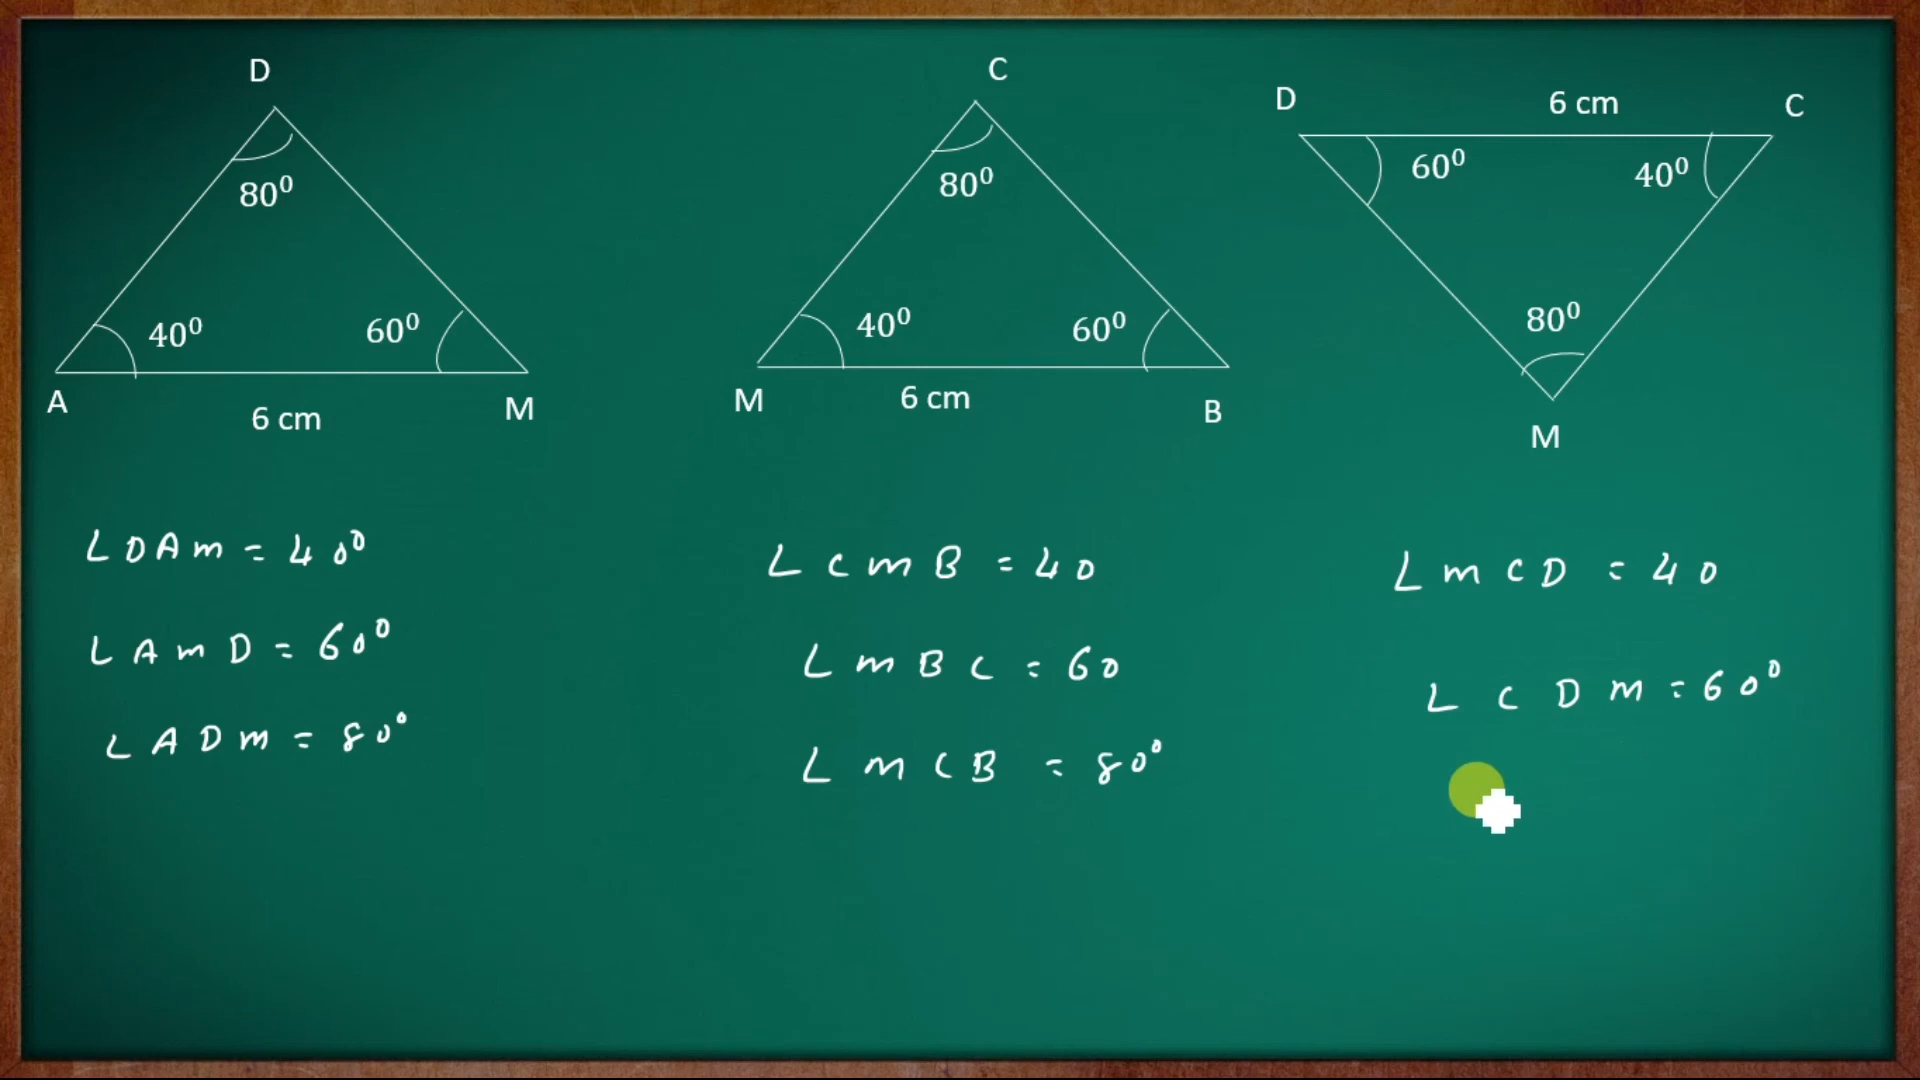 D
80⁰
40⁰
60⁰
A
6 cm
M
C
80⁰
40⁰
60⁰
M
6 cm
B
D
6 cm
C
60⁰
40⁰
80⁰
M
∠DAM = 40⁰
∠AMD = 60⁰
∠ADM = 80⁰
∠CMB = 40
∠MBC = 60
∠MCB = 80⁰
∠MCD = 40
∠CDM = 60⁰